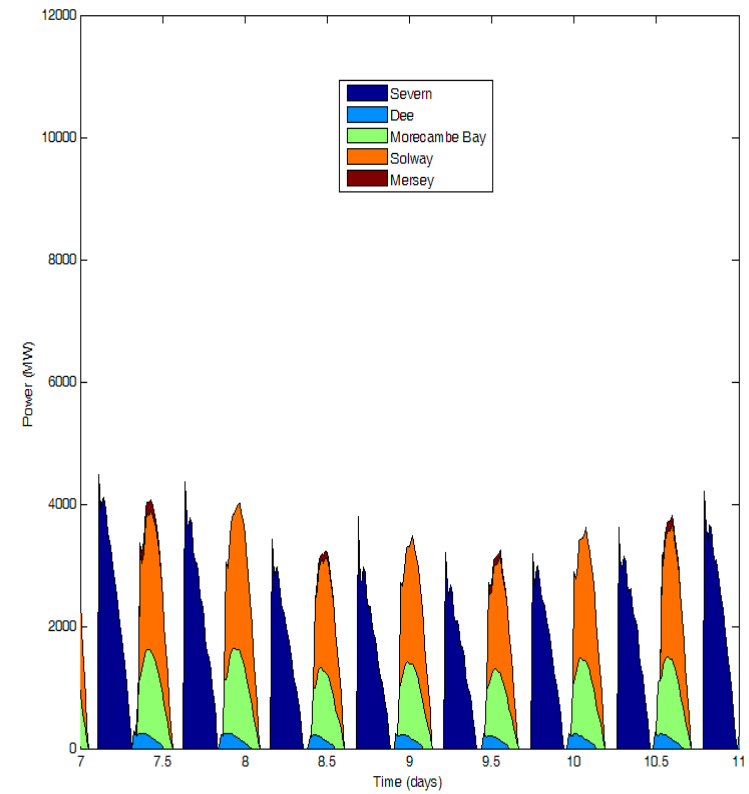 12000
10000
8000
6000
4000
2000
0
Power (MW)
Severn
Dee
Morecambe Bay
Solway
Mersey
7 7.5 8 8.5 9 9.5 10 10.5 11
Time (days)